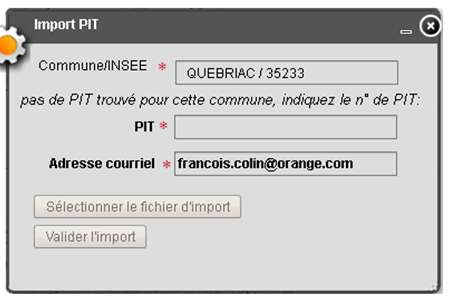 Import PIT
Commune/INSEE * QUEBRIAC / 35233
pas de PIT trouvé pour cette commune, indiquez le n° de PIT:
PIT *
Adresse courriel * francois.colin@orange.com
Sélectionner le fichier d'import
Valider l'import